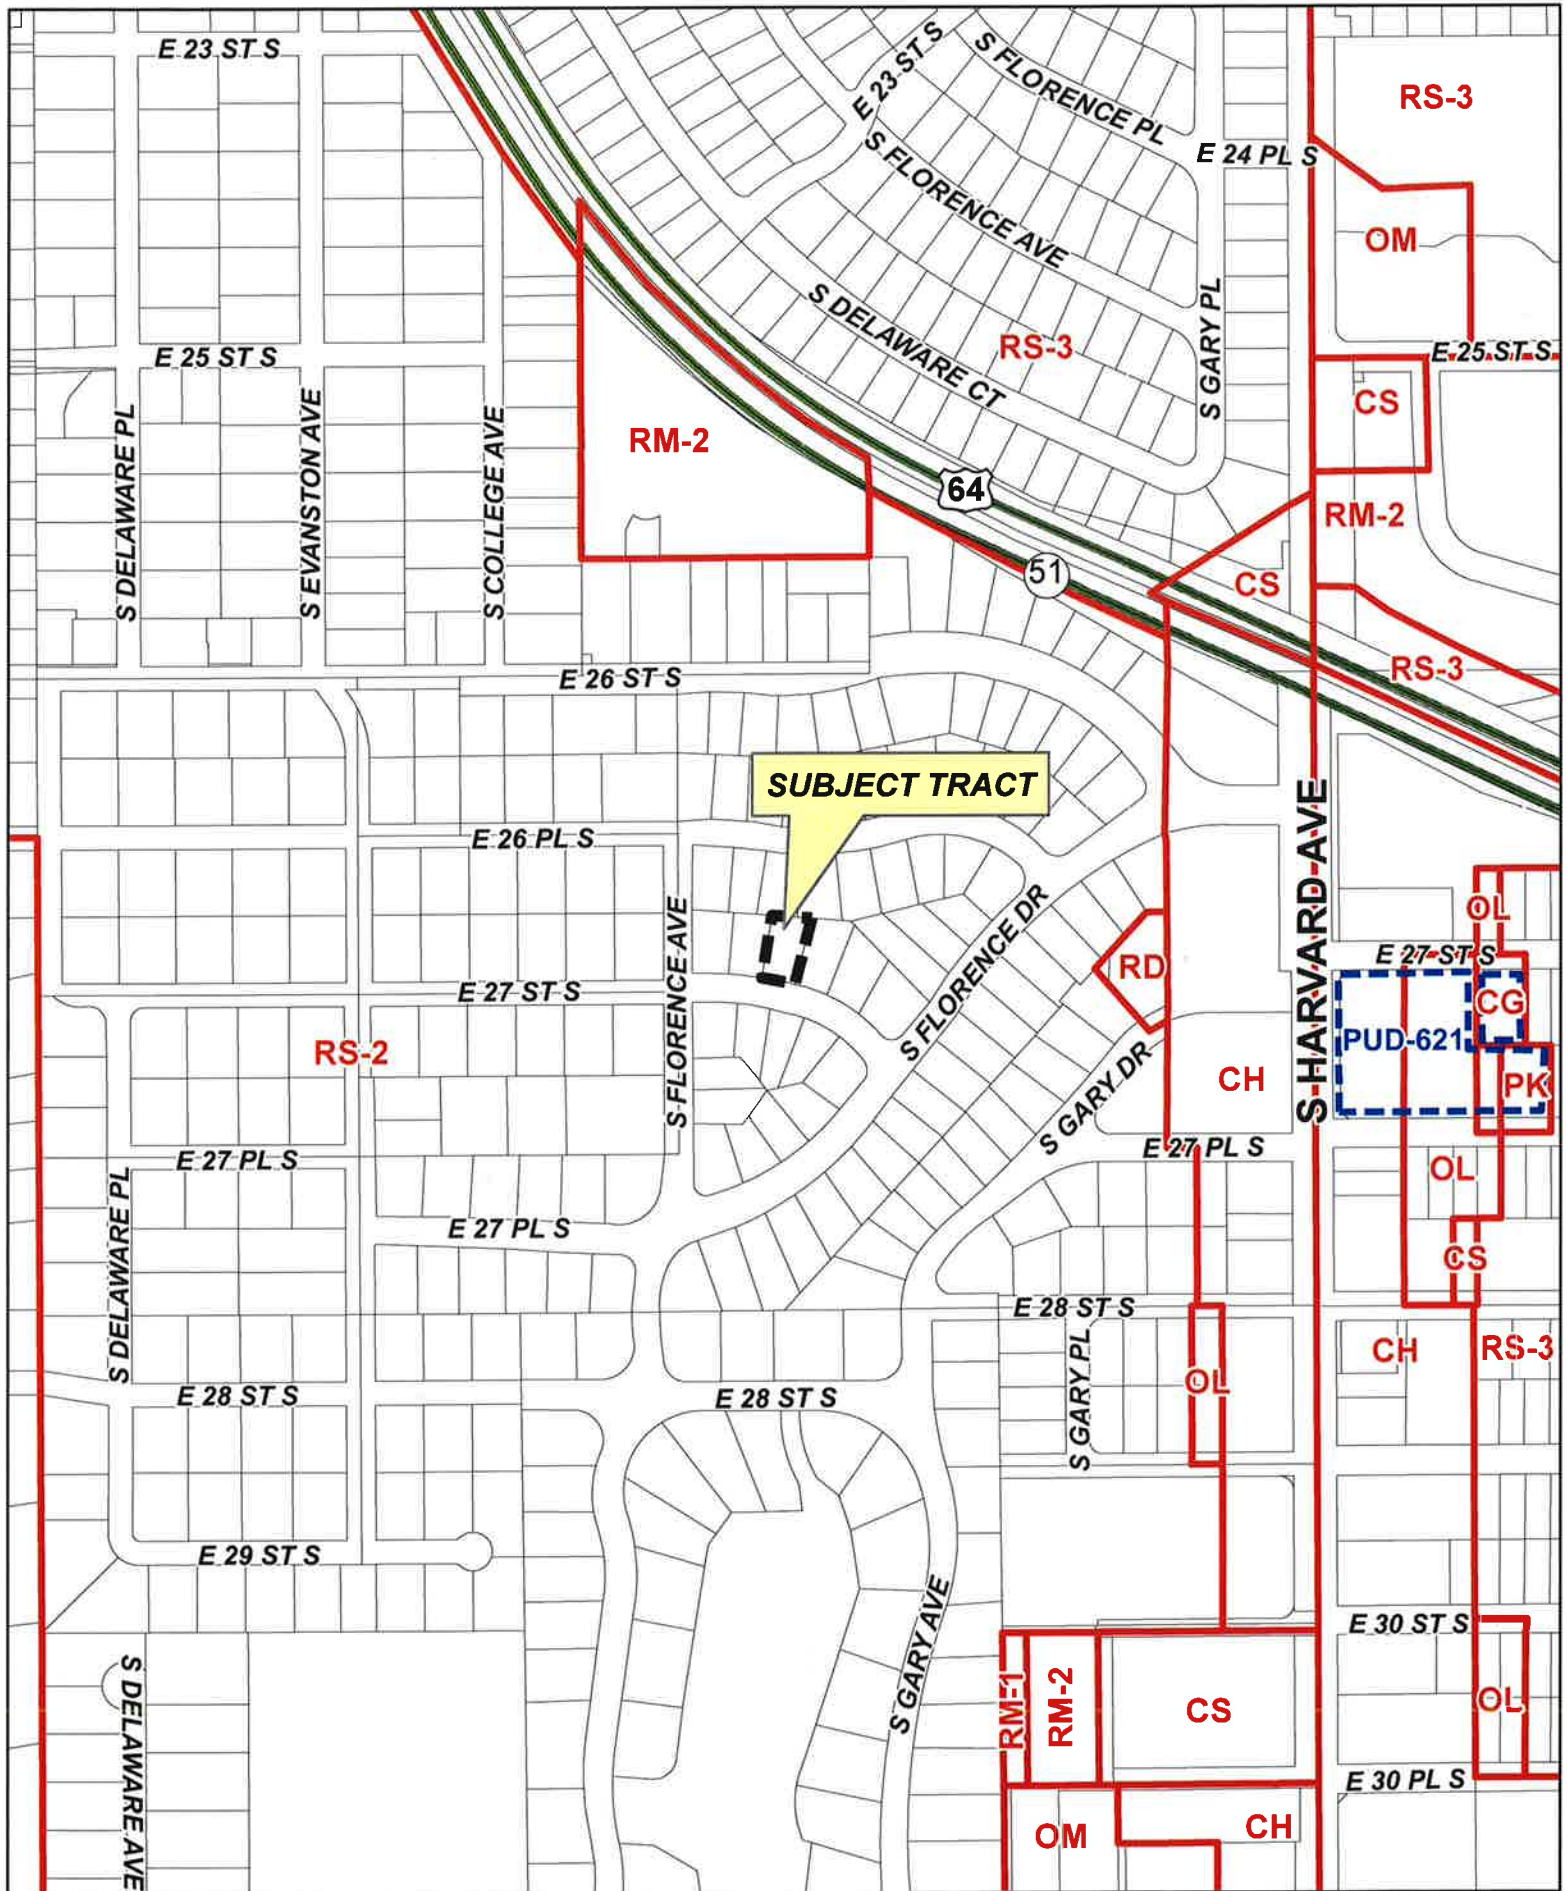 E 23 ST S
E 23 ST S
S FLORENCE PL
RS-3
E 24 PL S
S FLORENCE AVE
OM
S DELAWARE CT
RS-3
S GARY PL
E 25 ST S
E 25 ST S
CS
S DELAWARE PL
S EVANSTON AVE
S COLLEGE AVE
RM-2
64
RM-2
51
CS
RS-3
E 26 ST S
SUBJECT TRACT
E 26 PL S
S HARVARD AVE
S FLORENCE AVE
S FLORENCE DR
OL
E 27 ST S
RD
E 27 ST S
CG
PUD-621
RS-2
CH
PK
S GARY DR
E 27 PL S
E 27 PL S
OL
S DELAWARE PL
E 27 PL S
CS
E 28 ST S
S GARY PL
CH
RS-3
OL
E 28 ST S
E 28 ST S
E 29 ST S
S GARY AVE
E 30 ST S
S DELAWARE AVE
RM-1
RM-2
CS
OL
E 30 PL S
OM
CH